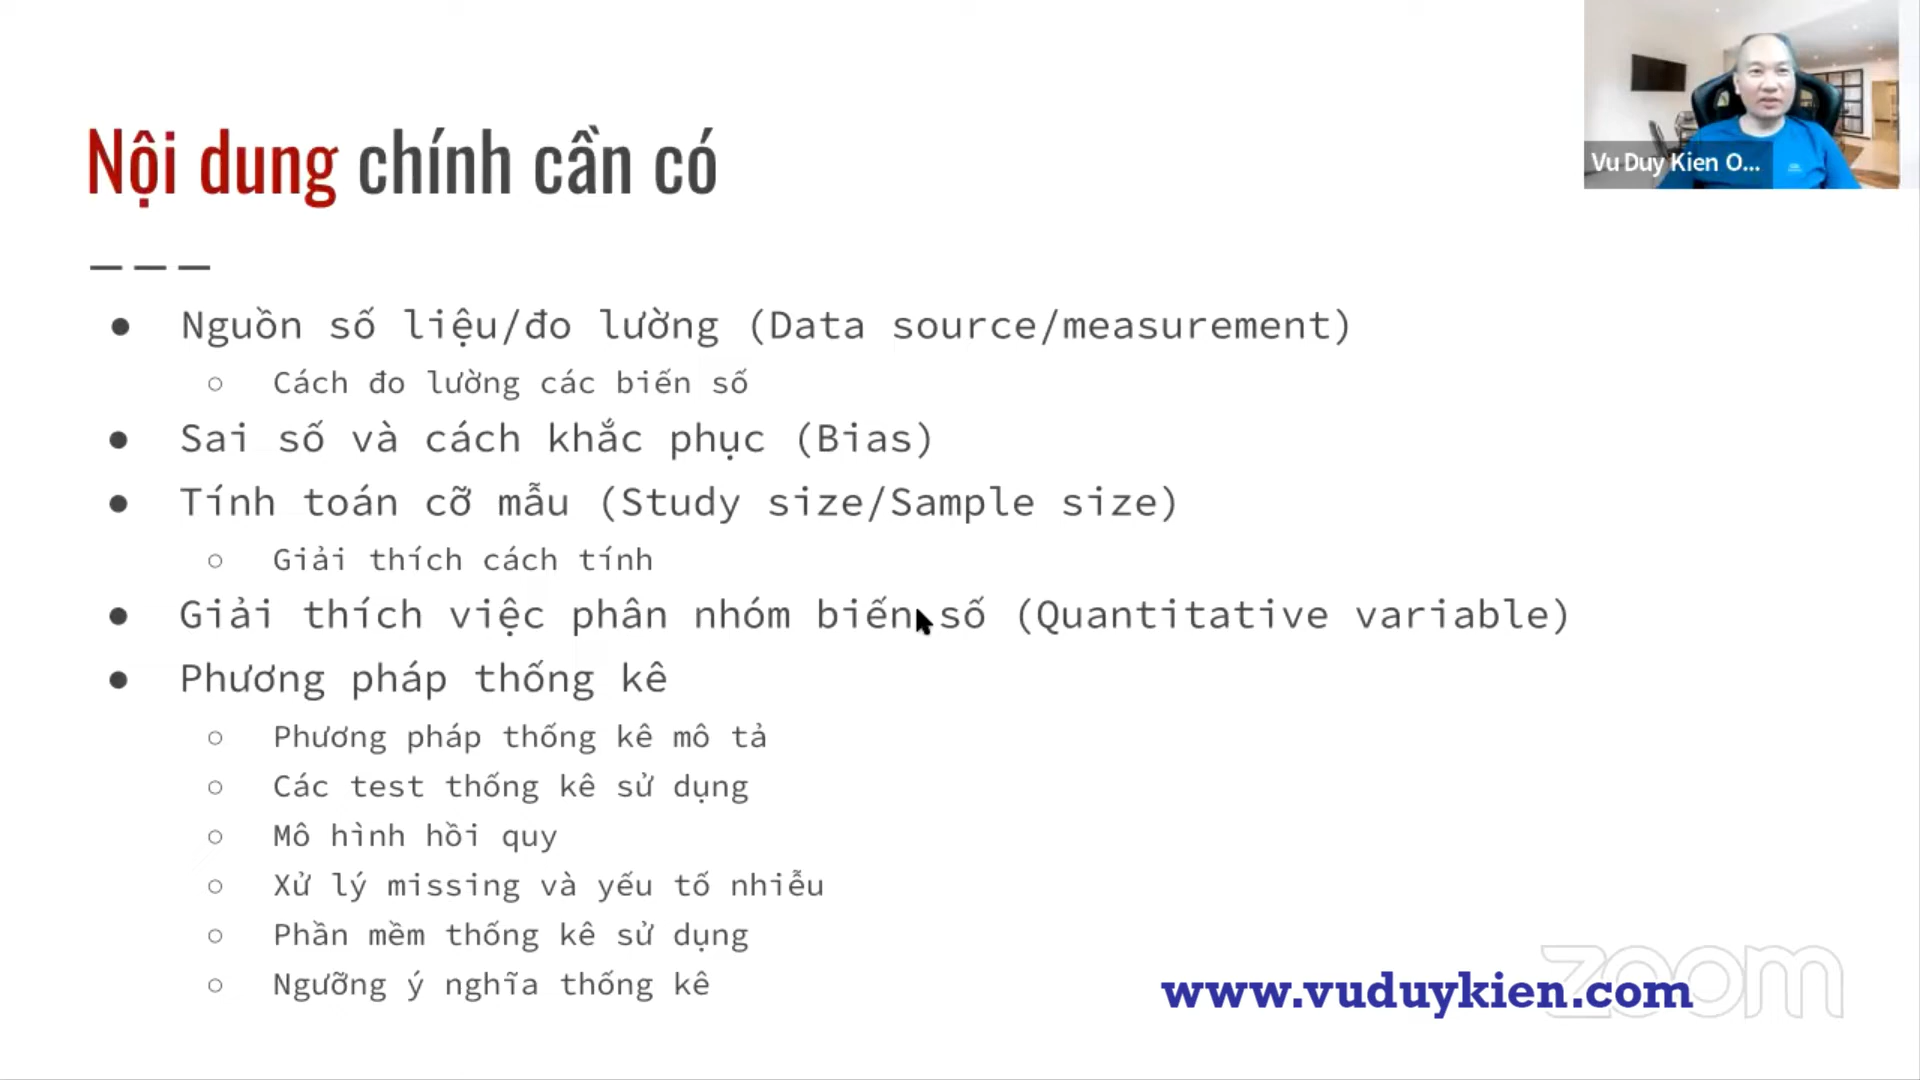 Nội dung chính cần có
Vu Duy Kien O...
● Nguồn số liệu/đo lường (Data source/measurement)
○ Cách đo lường các biến số
● Sai số và cách khắc phục (Bias)
● Tính toán cỡ mẫu (Study size/Sample size)
○ Giải thích cách tính
● Giải thích việc phân nhóm biến số (Quantitative variable)
● Phương pháp thống kê
○ Phương pháp thống kê mô tả
○ Các test thống kê sử dụng
○ Mô hình hồi quy
○ Xử lý missing và yếu tố nhiễu
○ Phần mềm thống kê sử dụng
○ Ngưỡng ý nghĩa thống kê
www.vuduykien.com
zoom